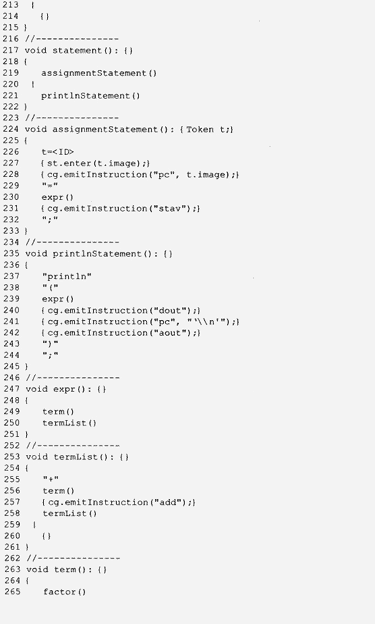 213  |
214    {}
215 }
216 //---------------
217 void statement(): {}
218 {
219    assignmentStatement()
220  |
221    printlnStatement()
222 }
223 //---------------
224 void assignmentStatement(): {Token t;}
225 {
226    t=<ID>
227    {st.enter(t.image);}
228    {cg.emitInstruction("pc", t.image);}
229    "="
230    expr()
231    {cg.emitInstruction("stav");}
232    ";"
233 }
234 //---------------
235 void printlnStatement(): {}
236 {
237    "println"
238    "("
239    expr()
240    {cg.emitInstruction("dout");}
241    {cg.emitInstruction("pc", "'\\n'");}
242    {cg.emitInstruction("aout");}
243    ")"
244    ";"
245 }
246 //---------------
247 void expr(): {}
248 {
249    term()
250    termList()
251 }
252 //---------------
253 void termList(): {}
254 {
255    "+"
256    term()
257    {cg.emitInstruction("add");}
258    termList()
259  |
260    {}
261 }
262 //---------------
263 void term(): {}
264 {
265    factor()